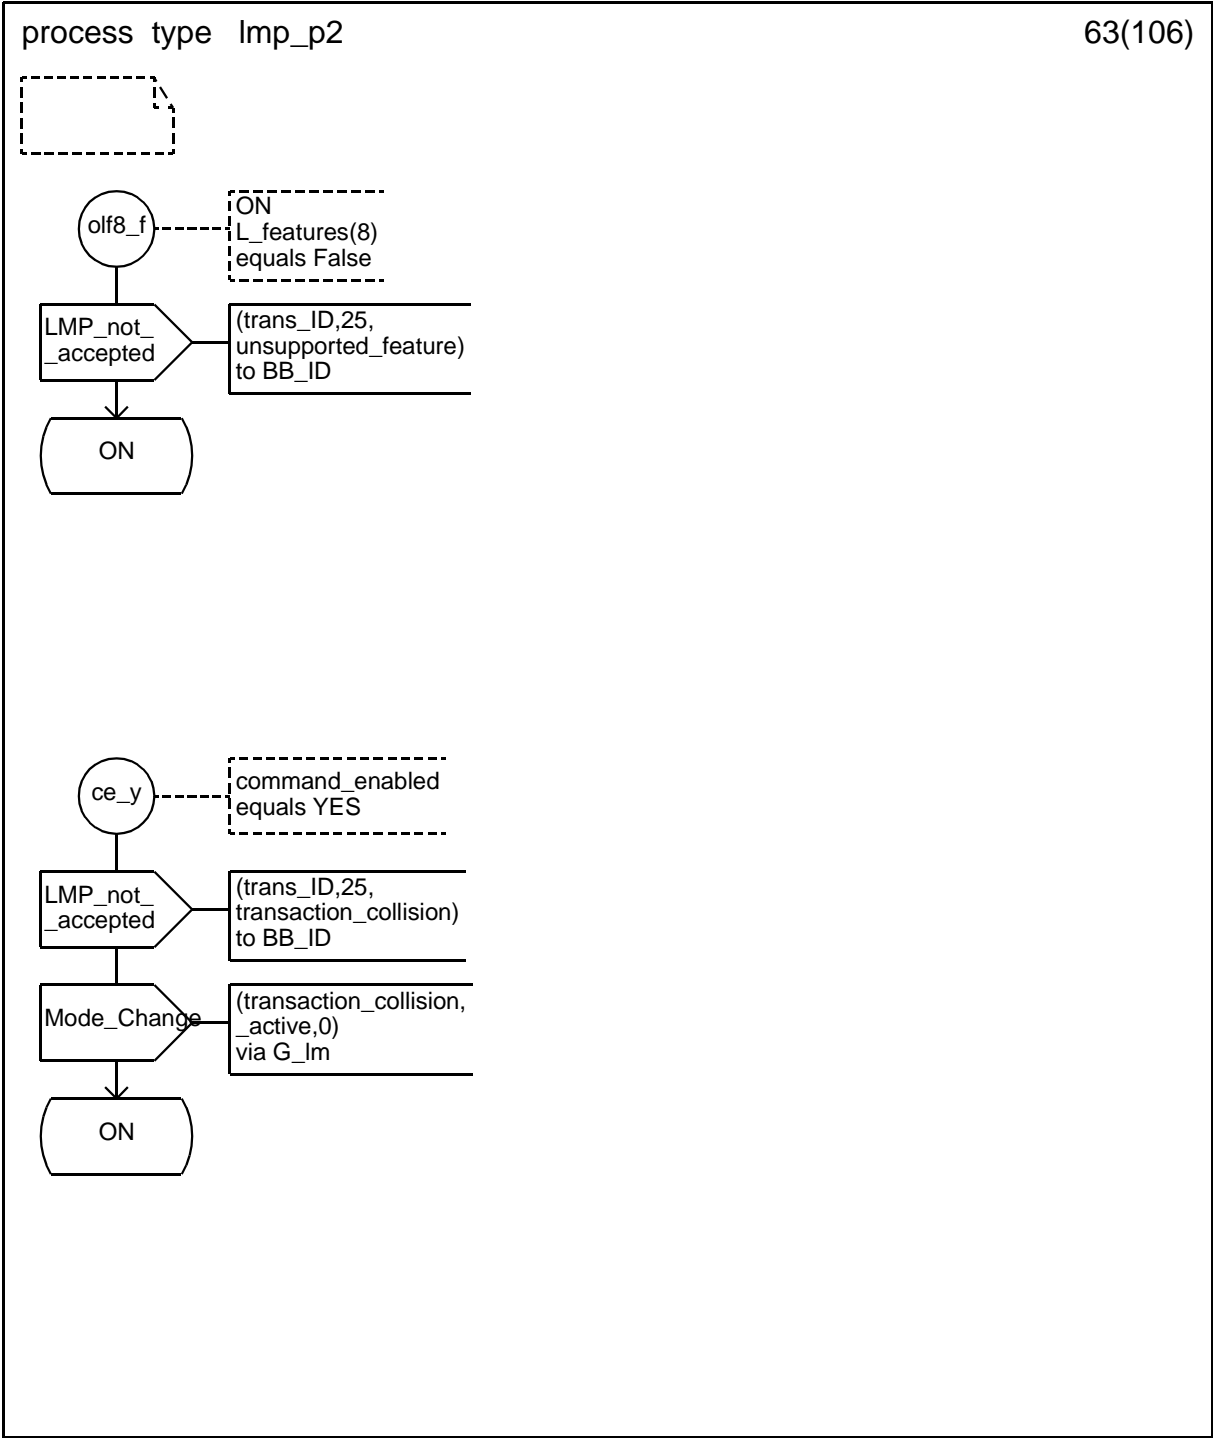 process type lmp_p2
63(106)
olf8_f
ON
L_features(8)
equals False
LMP_not_
_accepted
(trans_ID,25,
unsupported_feature)
to BB_ID
ON
ce_y
command_enabled
equals YES
LMP_not_
_accepted
(trans_ID,25,
transaction_collision)
to BB_ID
Mode_Change
(transaction_collision,
_active,0)
via G_lm
ON